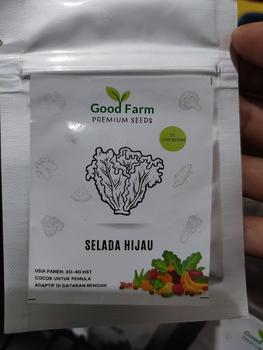 Good Farm
PREMIUM SEEDS
SELADA HIJAU
USIA PANEN: 30-40 HST
COCOK UNTUK PEMULA
ADAPTIF DI DATARAN RENDAH